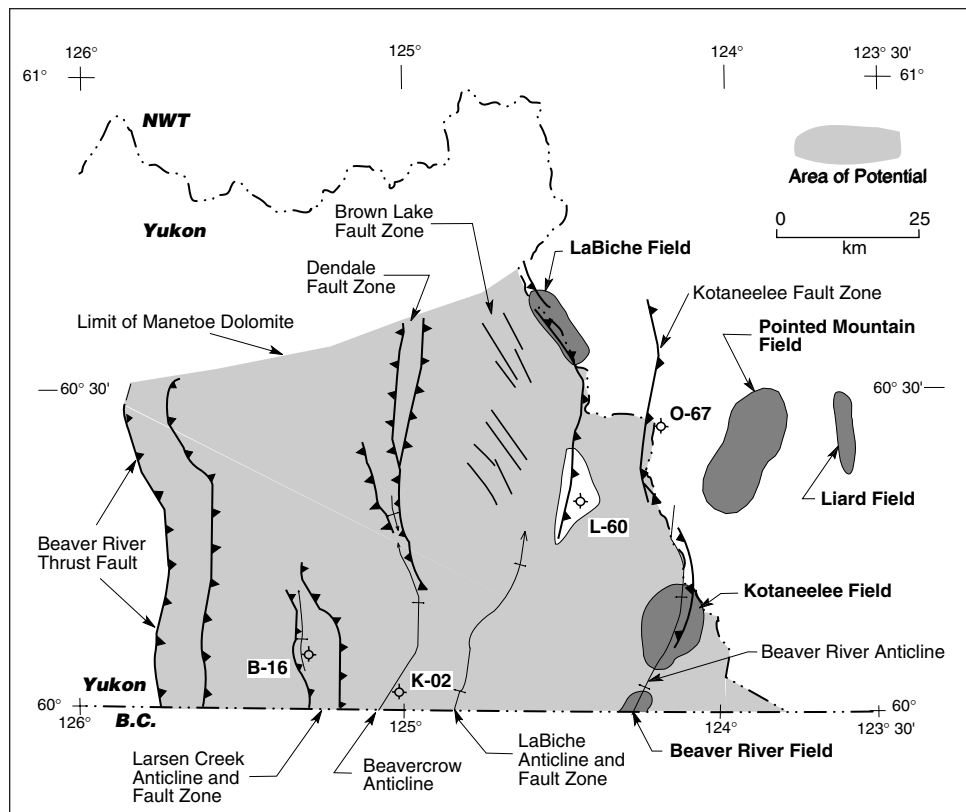 126°
125°
124°
123° 30'
61°
61°
NWT
Area of Potential
Yukon
Brown Lake
Fault Zone
0
25
km
LaBiche Field
Dendale
Fault Zone
Kotaneelee Fault Zone
Limit of Manetoe Dolomite
Pointed Mountain
Field
60° 30'
60° 30'
O-67
Liard Field
L-60
Beaver River
Thrust Fault
Kotaneelee Field
B-16
K-02
Beaver River Anticline
Yukon
60°
60°
B.C.
126°
125°
124°
123° 30'
Larsen Creek
Anticline and
Fault Zone
Beavercrow
Anticline
LaBiche
Anticline and
Fault Zone
Beaver River Field